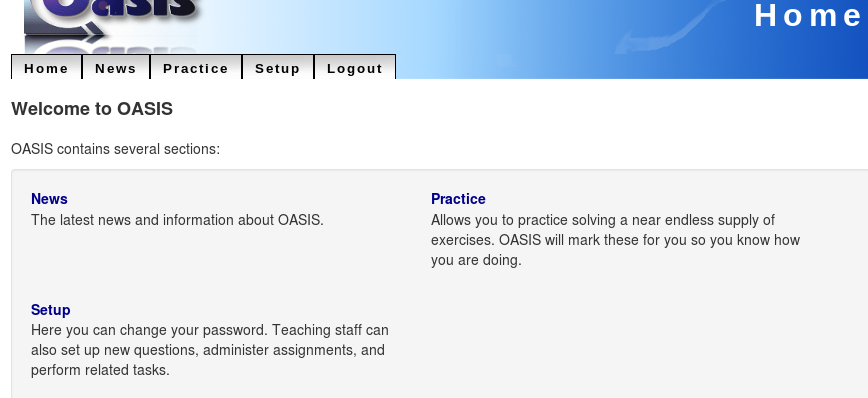 Oasis
Home
Home News Practice Setup Logout
Welcome to OASIS
OASIS contains several sections:
News
The latest news and information about OASIS.
Practice
Allows you to practice solving a near endless supply of
exercises. OASIS will mark these for you so you know how
you are doing.
Setup
Here you can change your password. Teaching staff can
also set up new questions, administer assignments, and
perform related tasks.